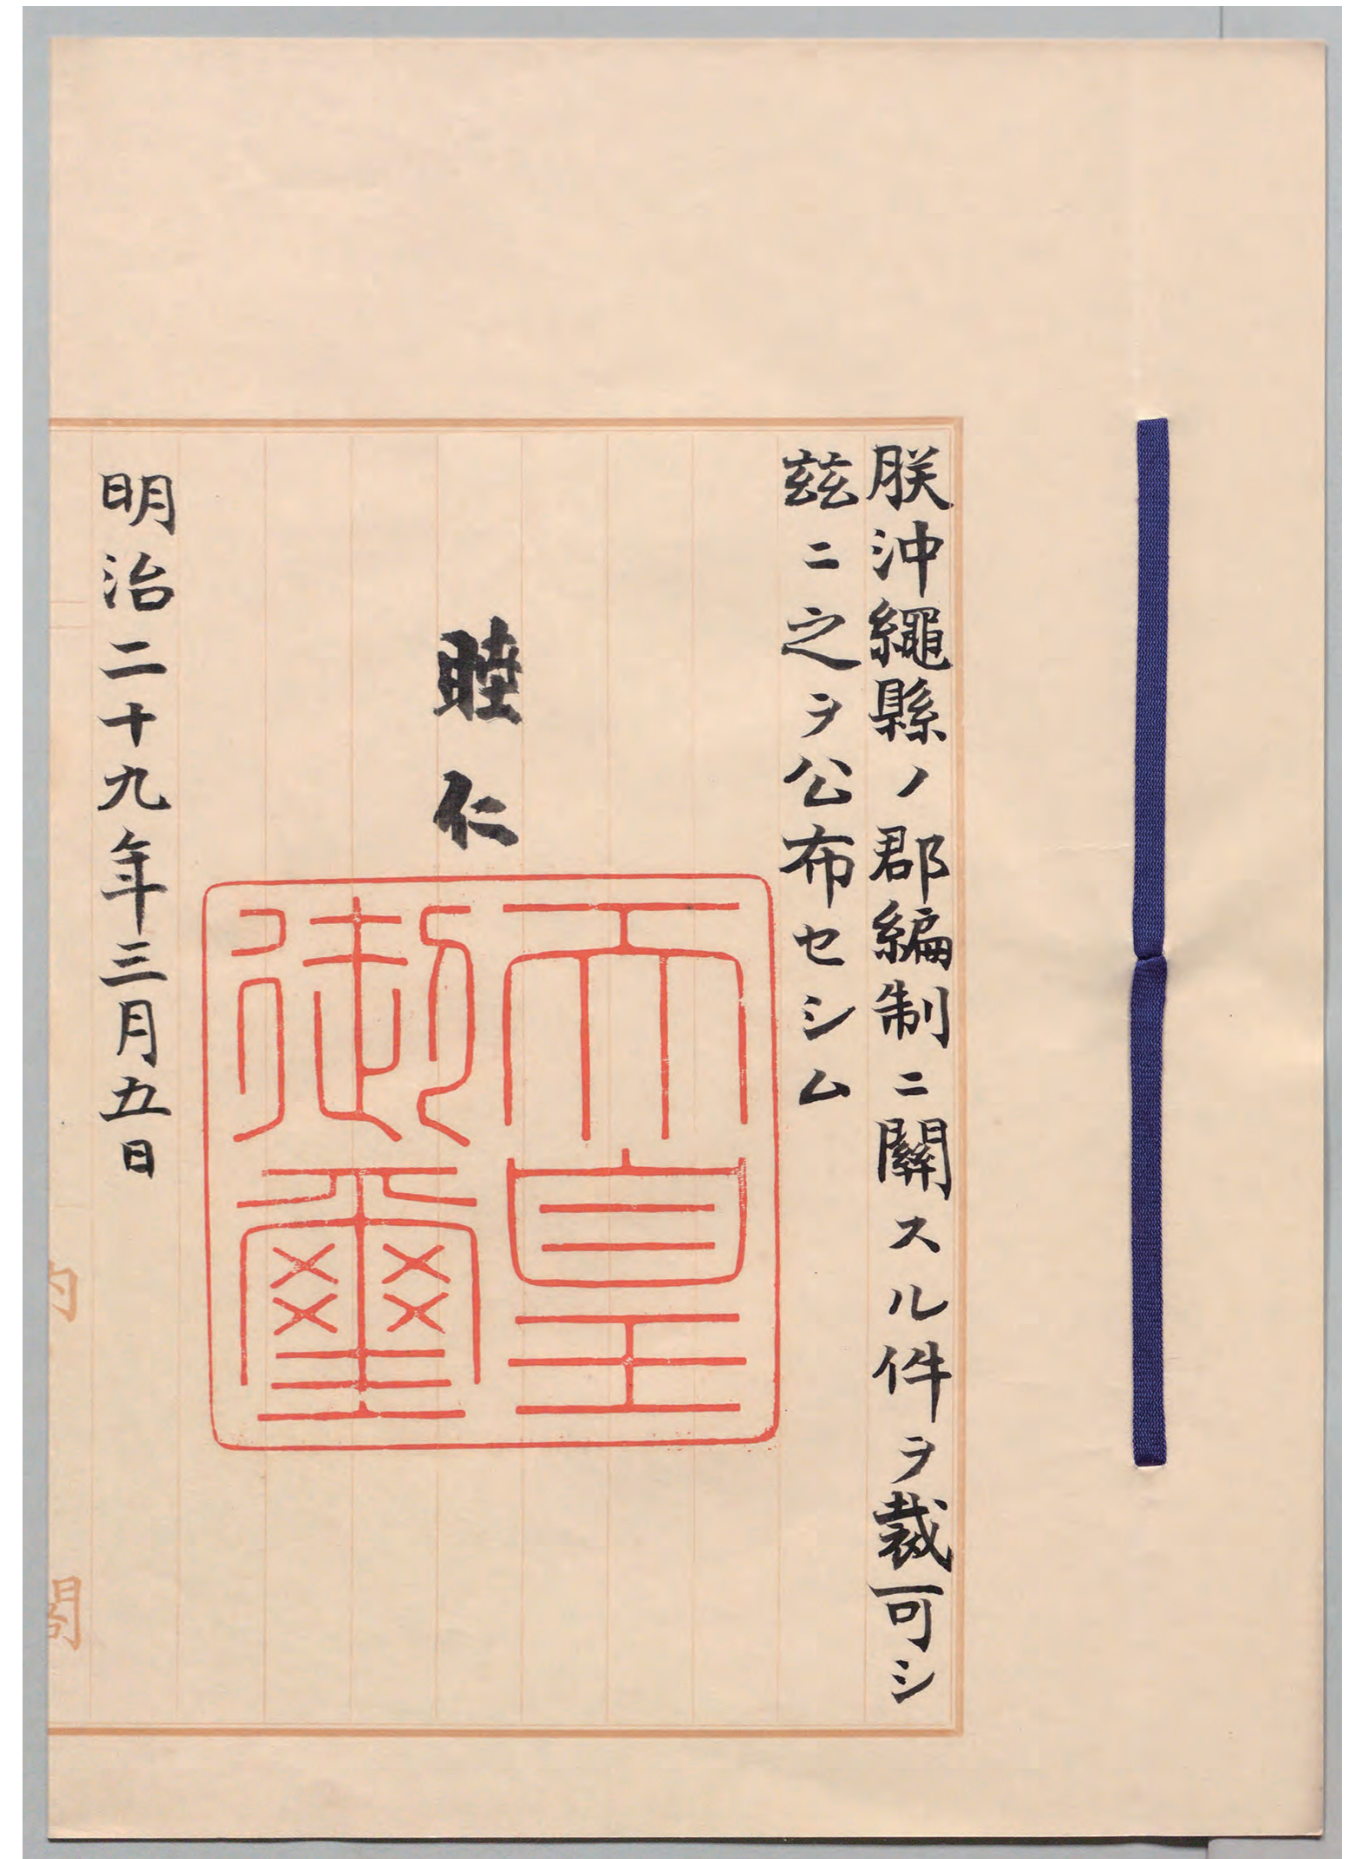 朕沖繩縣ノ郡編制ニ關スル件ヲ裁可シ
茲ニ之ヲ公布セシム
睦仁
天皇
御璽
明治二十九年三月五日
内閣